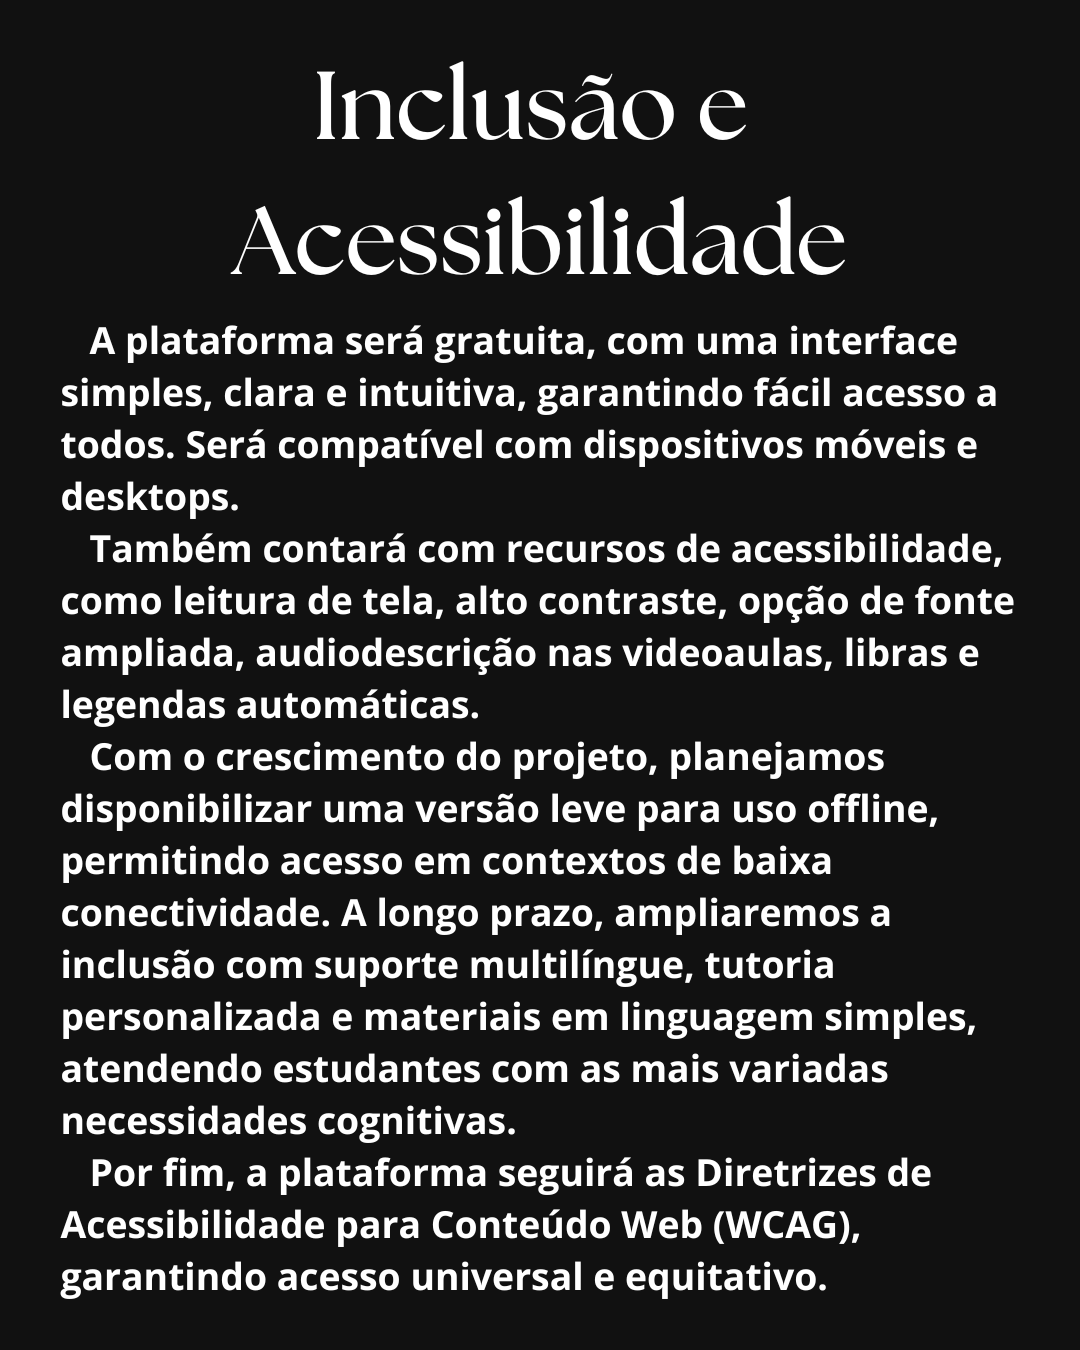 Inclusão e
Acessibilidade
A plataforma será gratuita, com uma interface
simples, clara e intuitiva, garantindo fácil acesso a
todos. Será compatível com dispositivos móveis e
desktops.
Também contará com recursos de acessibilidade,
como leitura de tela, alto contraste, opção de fonte
ampliada, audiodescrição nas videoaulas, libras e
legendas automáticas.
Com o crescimento do projeto, planejamos
disponibilizar uma versão leve para uso offline,
permitindo acesso em contextos de baixa
conectividade. A longo prazo, ampliaremos a
inclusão com suporte multilíngue, tutoria
personalizada e materiais em linguagem simples,
atendendo estudantes com as mais variadas
necessidades cognitivas.
Por fim, a plataforma seguirá as Diretrizes de
Acessibilidade para Conteúdo Web (WCAG),
garantindo acesso universal e equitativo.